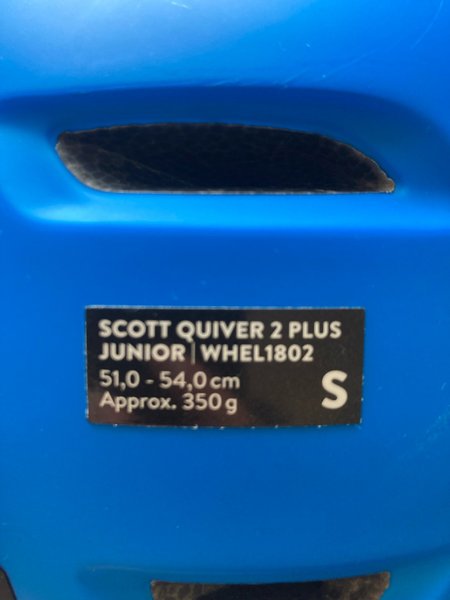 SCOTT QUIVER 2 PLUS
JUNIOR | WHEL1802
51,0 - 54,0 cm
Approx. 350 g
S